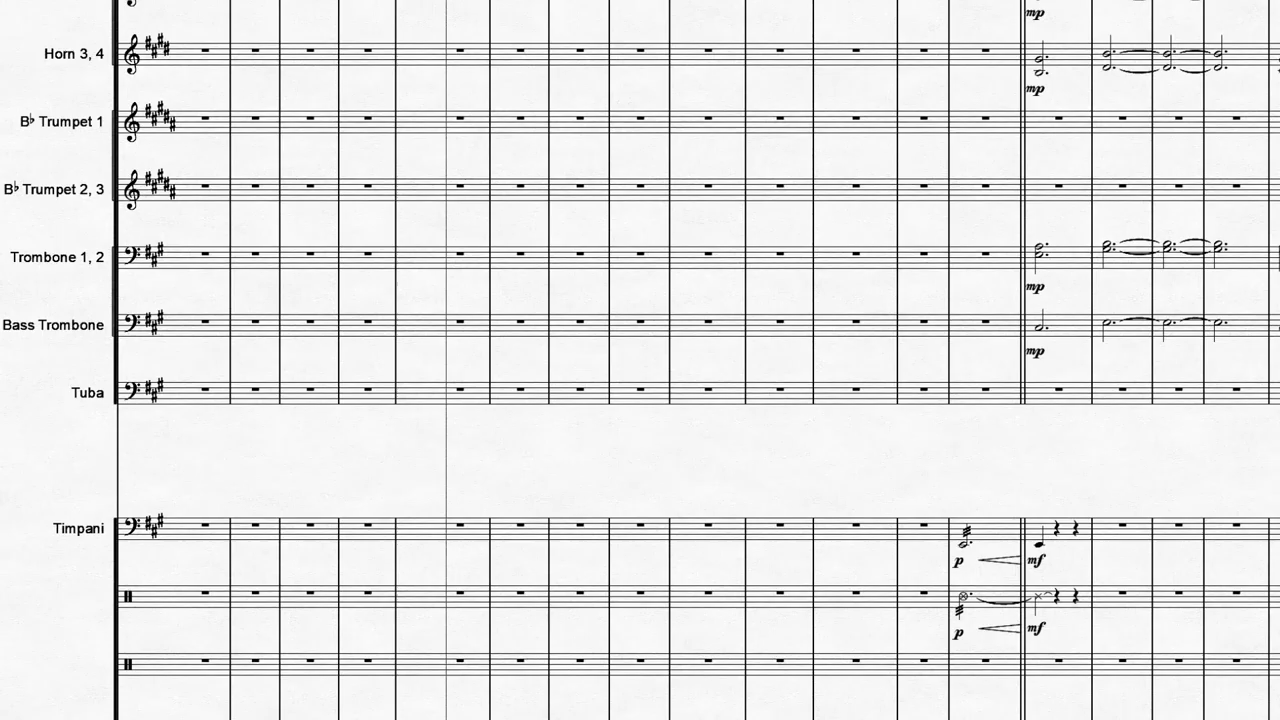 mp
Horn 3, 4
mp
B♭ Trumpet 1
B♭ Trumpet 2, 3
Trombone 1, 2
mp
Bass Trombone
mp
Tuba
Timpani
p mf
p mf